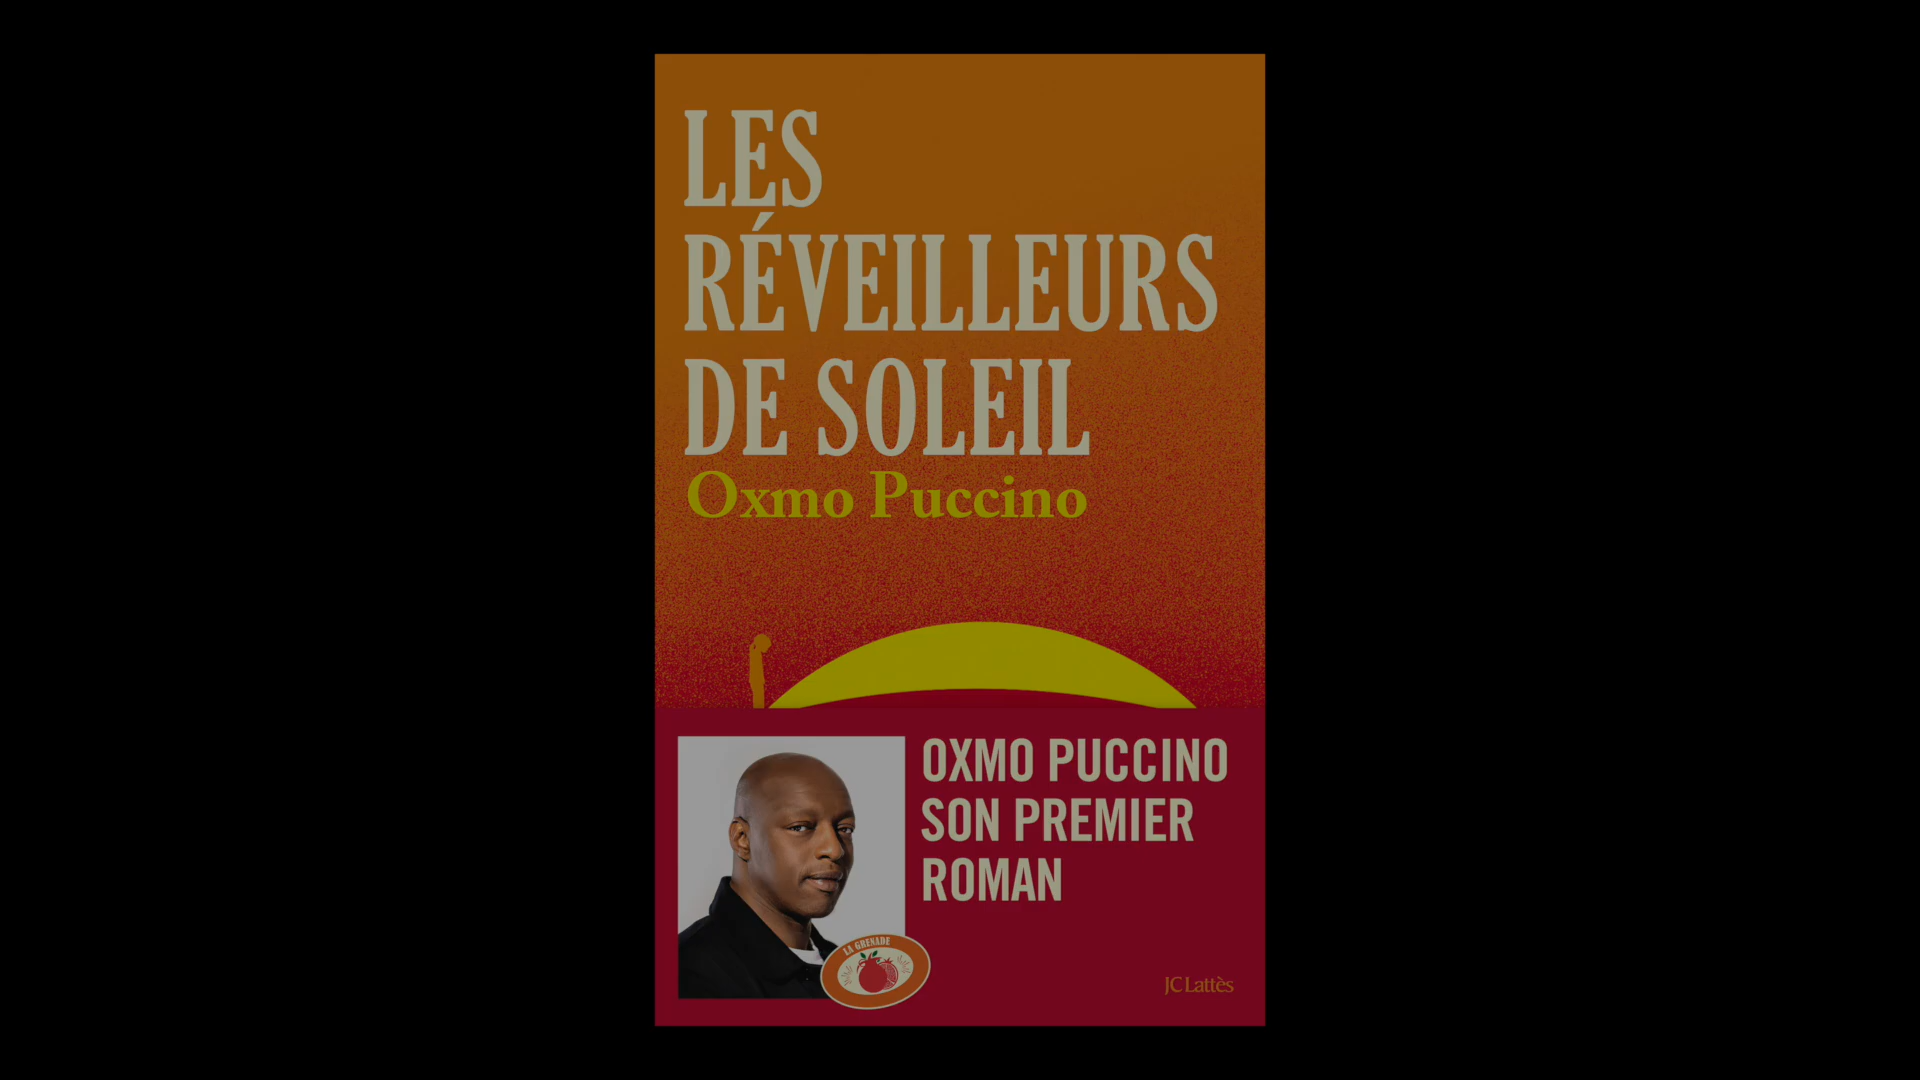 LES
RÉVEILLEURS
DE SOLEIL
Oxmo Puccino
OXMO PUCCINO
SON PREMIER
ROMAN
LA GRENADE
JC Lattès